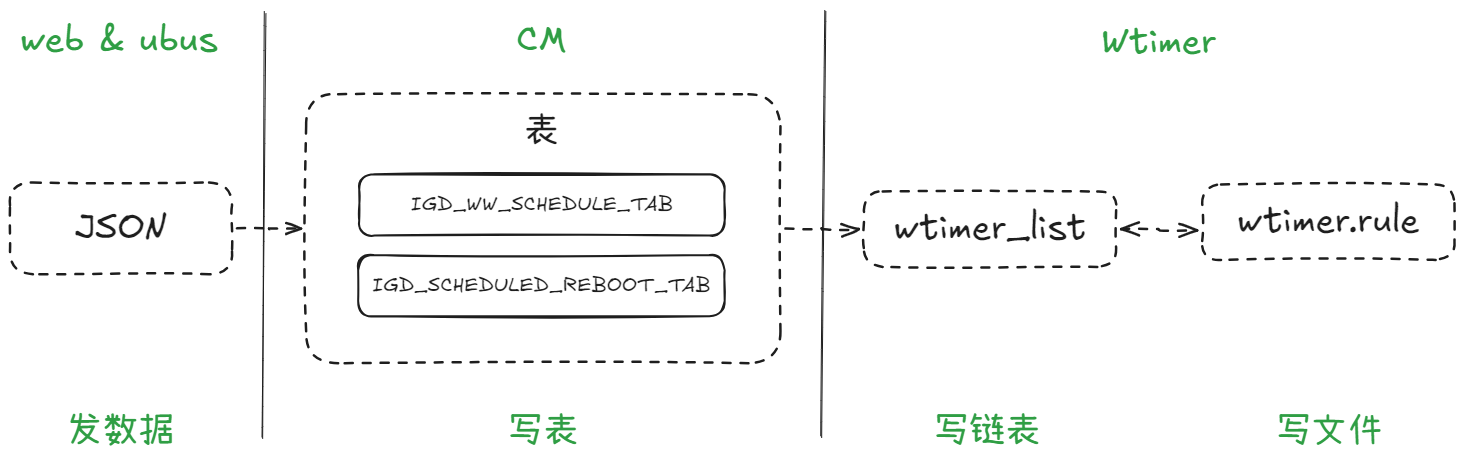 web & ubus
CM
Wtimer
表
JSON
IGD_WW_SCHEDULE_TAB
IGD_SCHEDULED_REBOOT_TAB
wtimer_list
wtimer.rule
发数据
写表
写链表
写文件